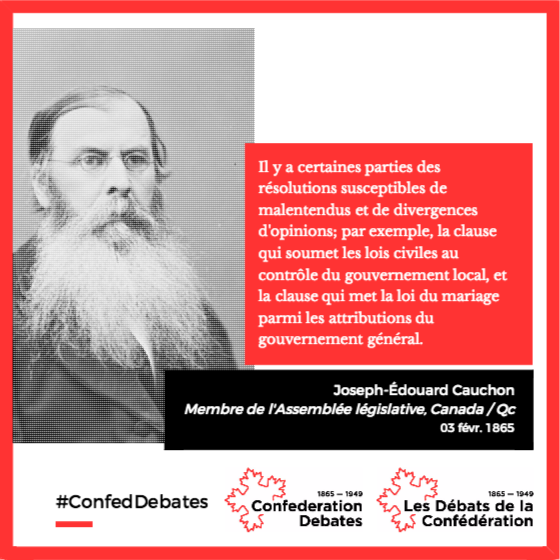 Il y a certaines parties des
résolutions susceptibles de
malentendus et de divergences
d'opinions; par exemple, la clause
qui soumet les lois civiles au
contrôle du gouvernement local, et
la clause qui met la loi du mariage
parmi les attributions du
gouvernement général.
Joseph-Édouard Cauchon
Membre de l'Assemblée législative, Canada / Qc
03 févr. 1865
#ConfedDebates
1865 — 1949
Confederation
Debates
1865 — 1949
Les Débats de la
Confédération